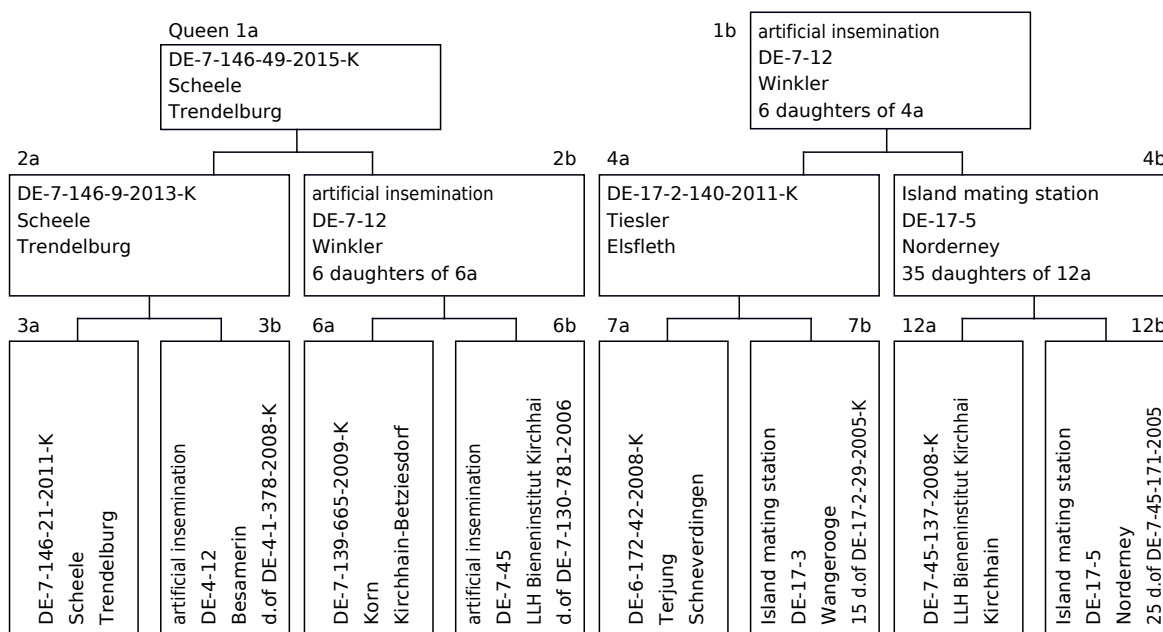 Queen 1a
DE-7-146-49-2015-K
Scheele
Trendelburg
1b
artificial insemination
DE-7-12
Winkler
6 daughters of 4a
2a
DE-7-146-9-2013-K
Scheele
Trendelburg
2b
artificial insemination
DE-7-12
Winkler
6 daughters of 6a
4a
DE-17-2-140-2011-K
Tiesler
Elsfleth
4b
Island mating station
DE-17-5
Norderney
35 daughters of 12a
3a
DE-7-146-21-2011-K
Scheele
Trendelburg
3b
artificial insemination
DE-4-12
Besamerin
d.of DE-4-1-378-2008-K
6a
DE-7-139-665-2009-K
Korn
Kirchhain-Betziesdorf
6b
artificial insemination
DE-7-45
LLH Bieneninstitut Kirchhai
d.of DE-7-130-781-2006
7a
DE-6-172-42-2008-K
Terjung
Schneverdingen
7b
Island mating station
DE-17-3
Wangerooge
15 d.of DE-17-2-29-2005-K
12a
DE-7-45-137-2008-K
LLH Bieneninstitut Kirchhai
Kirchhain
12b
Island mating station
DE-17-5
Norderney
25 d.of DE-7-45-171-2005